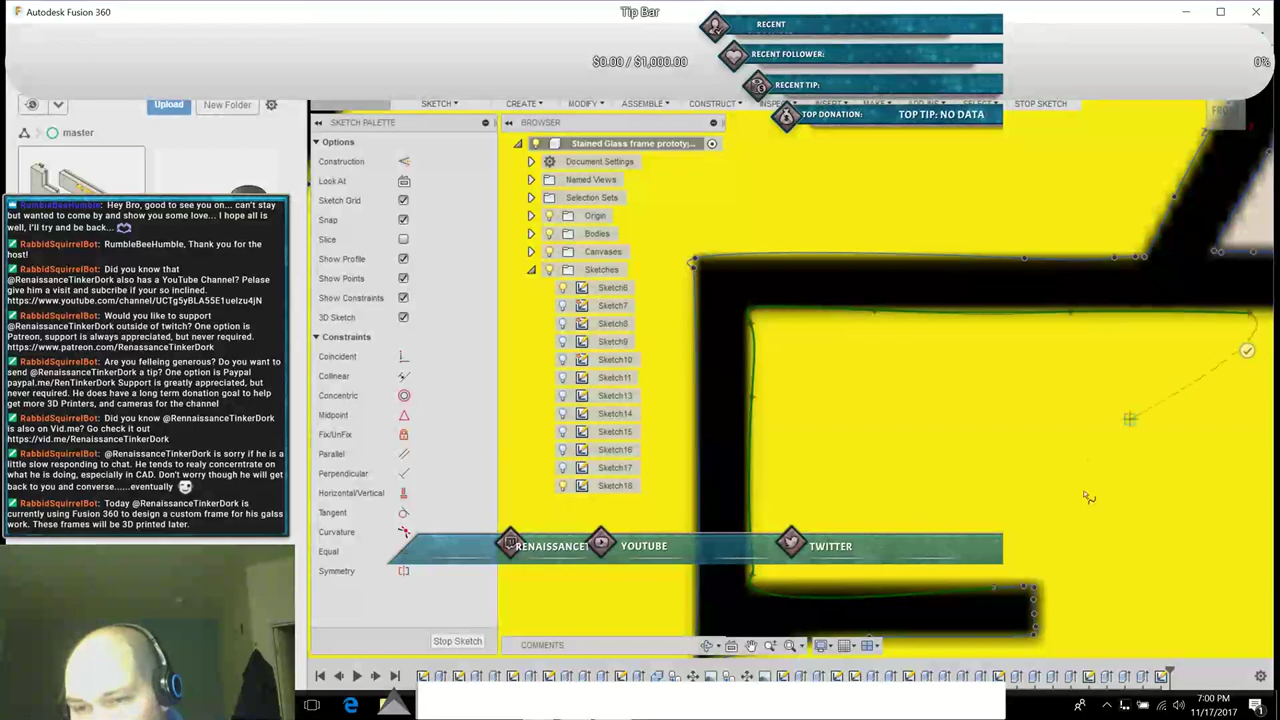 Autodesk Fusion 360
Tip Bar
RECENT
RECENT FOLLOWER:
$0.00 / $1,000.00
0%
RECENT TIP:
TOP DONATION:
TOP TIP: NO DATA
Upload
New Folder
SKETCH
CREATE
MODIFY
ASSEMBLE
CONSTRUCT
STOP SKETCH
FRONT
master
SKETCH PALETTE
BROWSER
Options
Stained Glass frame prototy...
Construction
Document Settings
Look At
Named Views
Sketch Grid
Selection Sets
Snap
Origin
Slice
Bodies
Show Profile
Canvases
Show Points
Sketches
Show Constraints
Sketch6
3D Sketch
Sketch7
Constraints
Sketch8
Coincident
Sketch9
Collinear
Sketch10
Concentric
Sketch11
Midpoint
Sketch13
Fix/UnFix
Sketch14
Parallel
Sketch15
Perpendicular
Sketch16
Horizontal/Vertical
Sketch17
Tangent
Sketch18
Curvature
Equal
Symmetry
RumbleBeeHumble: Hey Bro, good to see you on... can't stay
but wanted to come by and show you some love... I hope all is
well, I'll try and be back...
RabbidSquirrelBot: RumbleBeeHumble, Thank you for the
host!
RabbidSquirrelBot: Did you know that
@RenaissanceTinkerDork also has a YouTube Channel? Pelase
give him a visit and subcribe if your so inclined.
https://www.youtube.com/channel/UCTg5yBLA55E1uelzu4jN
RabbidSquirrelBot: Would you like to support
@RenaissanceTinkerDork outside of twitch? One option is
Patreon, support is always appreciated, but never required.
https://www.patreon.com/RenassanceTinkerDork
RabbidSquirrelBot: Are you felleing generous? Do you want to
send @RenaissanceTinkerDork a tip? One option is Paypal
paypal.me/RenTinkerDork Support is greatly appreciated, but
never required. He does have a long term donation goal to help
get more 3D Printers, and cameras for the channel
RabbidSquirrelBot: Did you know @RennaissanceTinkerDork
is also on Vid.me? Go check it out
https://vid.me/RenaissanceTinkerDork
RabbidSquirrelBot: @RenaissanceTinkerDork is sorry if he is a
little slow responding to chat. He tends to realy concerntrate on
what he is doing, especially in CAD. Don't worry though he will get
back to you and converse......eventually
RabbidSquirrelBot: Today @RenaissanceTinkerDork is
currently using Fusion 360 to design a custom frame for his galss
work. These frames will be 3D printed later.
RENAISSANCET
YOUTUBE
TWITTER
Stop Sketch
COMMENTS
7:00 PM
11/17/2017